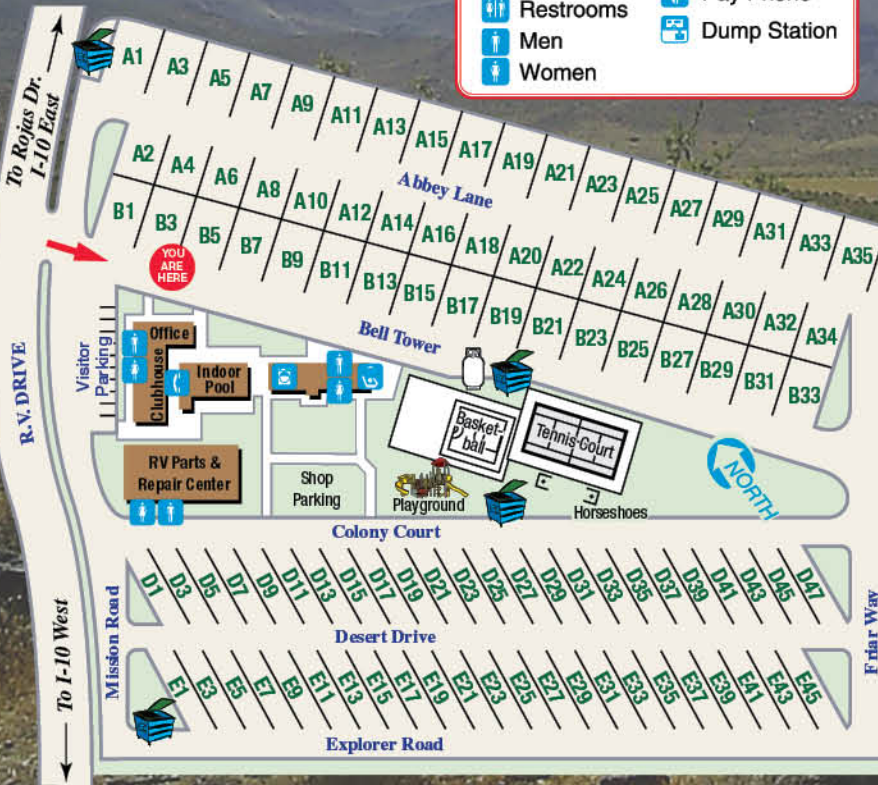 Restrooms
Men
Dump Station
Women
To Rojas Dr.
I-10 East
A1
A3
A5
A7
A9
A11
A13
A15
A17
A19
A21
A23
A25
A27
A29
A31
A33
A35
Abbey Lane
A2
A4
A6
A8
A10
A12
A14
A16
A18
A20
A22
A24
A26
A28
A30
A32
A34
B1
B3
B5
B7
B9
B11
B13
B15
B17
B19
B21
B23
B25
B27
B29
B31
B33
YOU
ARE
HERE
Bell Tower
R.V. DRIVE
Visitor
Parking
Office
Clubhouse
Indoor
Pool
RV Parts &
Repair Center
Shop
Parking
Basket-
ball
Tennis Court
Playground
Horseshoes
NORTH
Colony Court
D1
D3
D5
D7
D9
D11
D13
D15
D17
D19
D21
D23
D25
D27
D29
D31
D33
D35
D37
D39
D41
D43
D45
D47
Mission Road
Desert Drive
Friar Way
E1
E3
E5
E7
E9
E11
E13
E15
E17
E19
E21
E23
E25
E27
E29
E31
E33
E35
E37
E39
E41
E43
E45
To I-10 West
Explorer Road